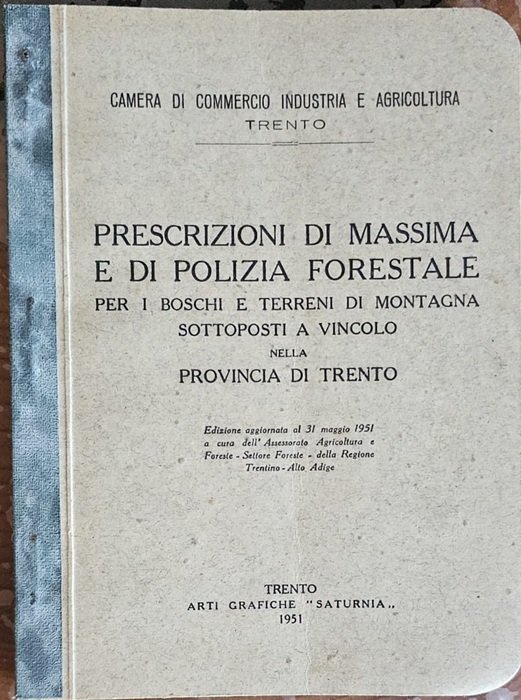 CAMERA DI COMMERCIO INDUSTRIA E AGRICOLTURA
TRENTO
PRESCRIZIONI DI MASSIMA
E DI POLIZIA FORESTALE
PER I BOSCHI E TERRENI DI MONTAGNA
SOTTOPOSTI A VINCOLO
NELLA
PROVINCIA DI TRENTO
Edizione aggiornata al 31 maggio 1951
a cura dell' Assessorato Agricoltura e
Foreste - Settore Foreste - della Regione
Trentino - Alto Adige
TRENTO
ARTI GRAFICHE "SATURNIA„
1951